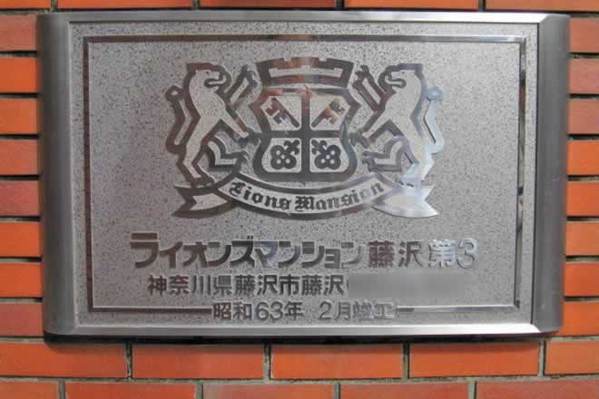 Lions Mansion
ライオンズマンション藤沢第3
神奈川県藤沢市藤沢
昭和63年 2月竣工